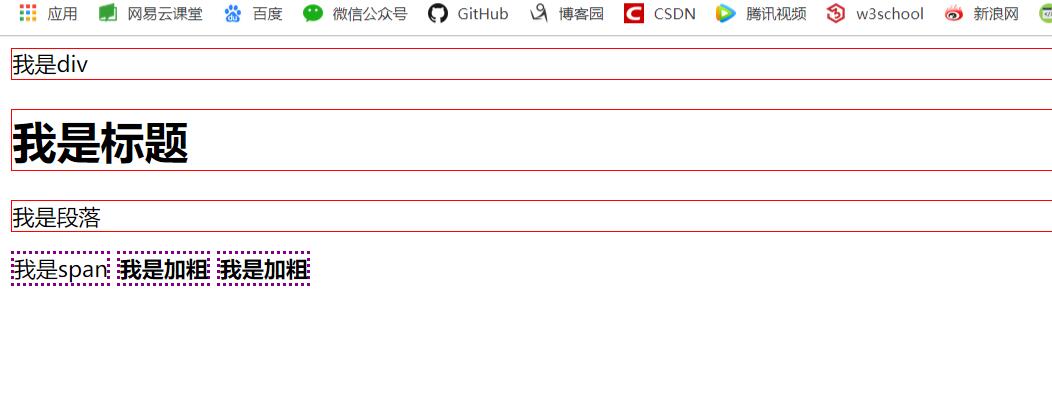 应用 网易云课堂 百度 微信公众号 GitHub 博客园 CSDN 腾讯视频 w3school 新浪网
我是div
我是标题
我是段落
我是span 我是加粗 我是加粗